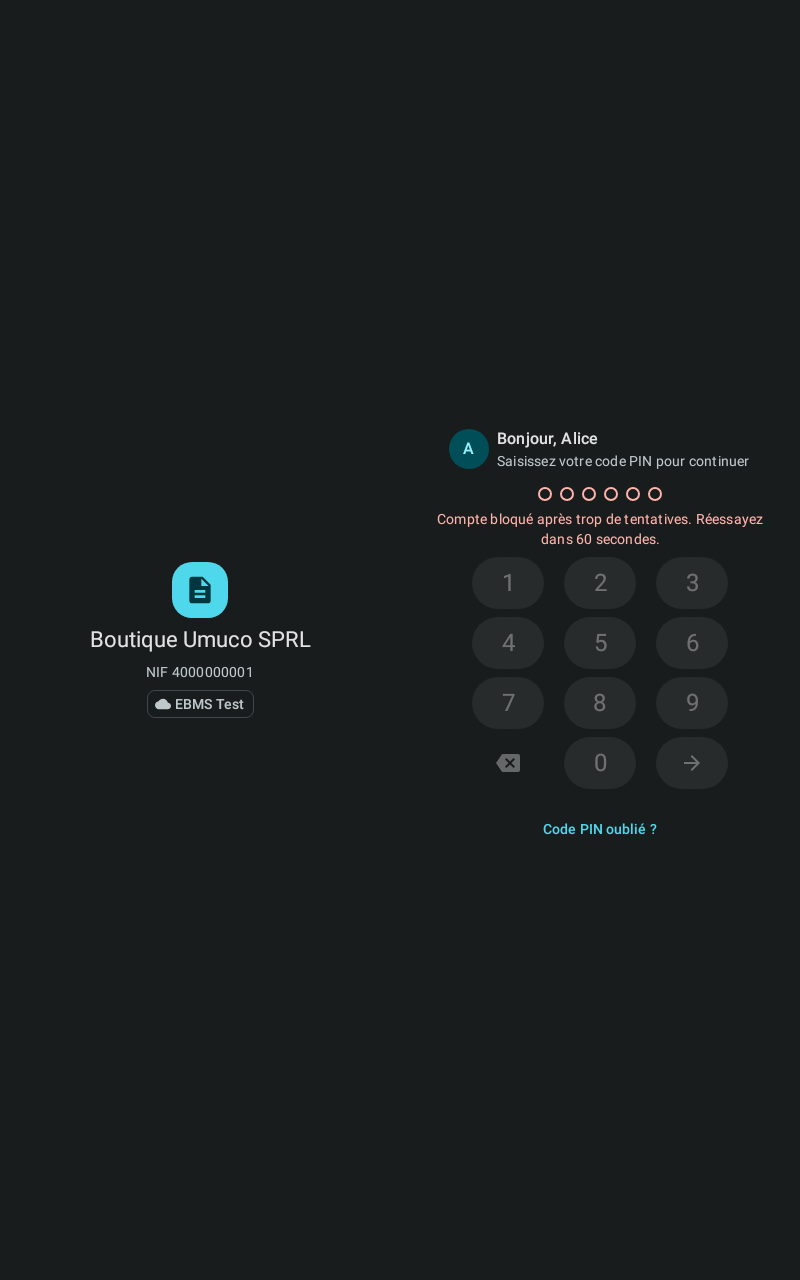 Boutique Umuco SPRL
NIF 4000000001
EBMS Test
A
Bonjour, Alice
Saisissez votre code PIN pour continuer
Compte bloqué après trop de tentatives. Réessayez
dans 60 secondes.
1 2 3
4 5 6
7 8 9
0
Code PIN oublié ?